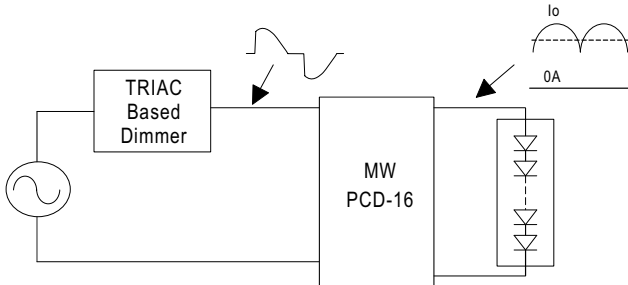 Io
0A
TRIAC
Based
Dimmer
MW
PCD-16